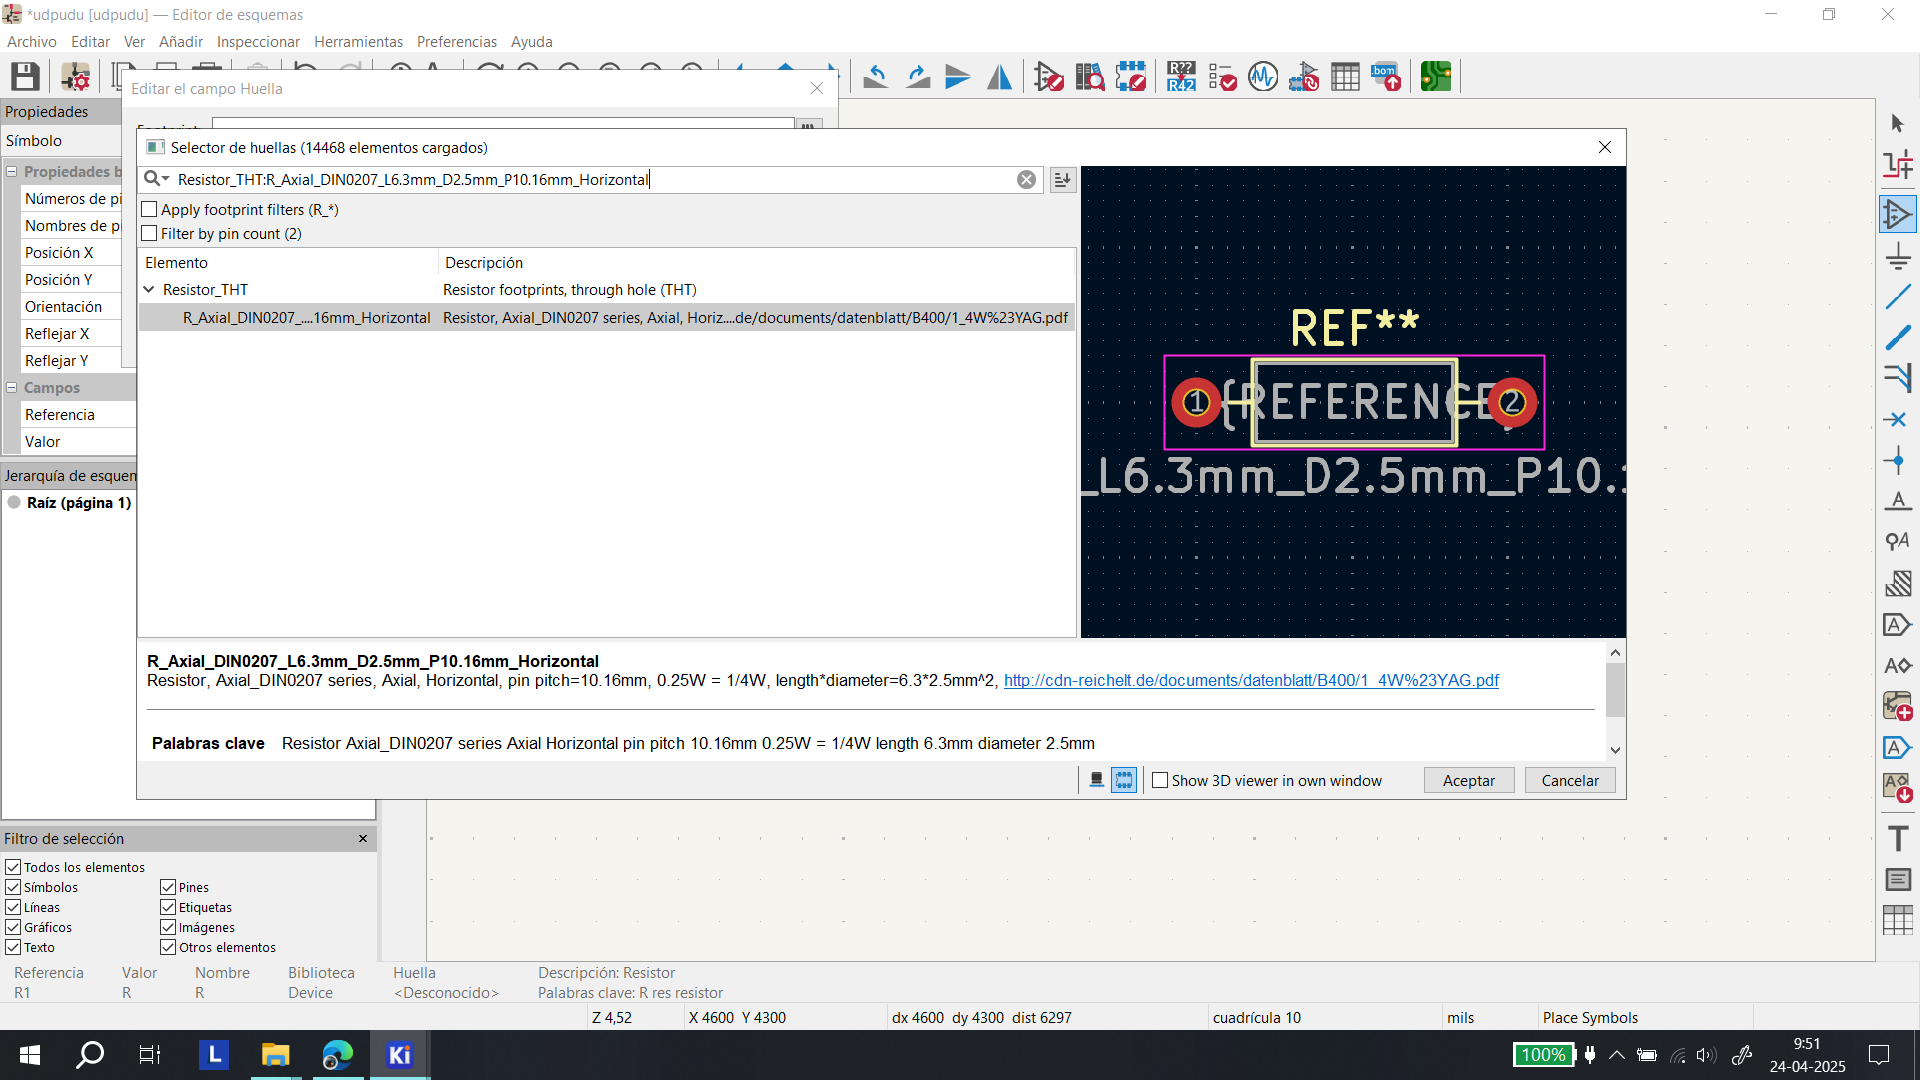 *udpudu [udpudu] — Editor de esquemas
Archivo Editar Ver Añadir Inspeccionar Herramientas Preferencias Ayuda
R??
R42
.bom
Editar el campo Huella
Propiedades
Símbolo
Propiedades b
Números de pi
Nombres de p
Posición X
Posición Y
Orientación
Reflejar X
Reflejar Y
Campos
Referencia
Valor
Jerarquía de esquem
Raíz (página 1)
Selector de huellas (14468 elementos cargados)
Resistor_THT:R_Axial_DIN0207_L6.3mm_D2.5mm_P10.16mm_Horizontal
Apply footprint filters (R_*)
Filter by pin count (2)
Elemento Descripción
Resistor_THT Resistor footprints, through hole (THT)
R_Axial_DIN0207_....16mm_Horizontal Resistor, Axial_DIN0207 series, Axial, Horiz....de/documents/datenblatt/B400/1_4W%23YAG.pdf
REF**
1 {REFERENCE} 2
_L6.3mm_D2.5mm_P10.1
R_Axial_DIN0207_L6.3mm_D2.5mm_P10.16mm_Horizontal
Resistor, Axial_DIN0207 series, Axial, Horizontal, pin pitch=10.16mm, 0.25W = 1/4W, length*diameter=6.3*2.5mm^2, http://cdn-reichelt.de/documents/datenblatt/B400/1_4W%23YAG.pdf
Palabras clave Resistor Axial_DIN0207 series Axial Horizontal pin pitch 10.16mm 0.25W = 1/4W length 6.3mm diameter 2.5mm
Show 3D viewer in own window Aceptar Cancelar
Filtro de selección
Todos los elementos
Símbolos Pines
Líneas Etiquetas
Gráficos Imágenes
Texto Otros elementos
Referencia Valor Nombre Biblioteca Huella Descripción: Resistor
R1 R R Device <Desconocido> Palabras clave: R res resistor
Z 4,52 X 4600 Y 4300 dx 4600 dy 4300 dist 6297 cuadrícula 10 mils Place Symbols
L Ki 100% 9:51
24-04-2025